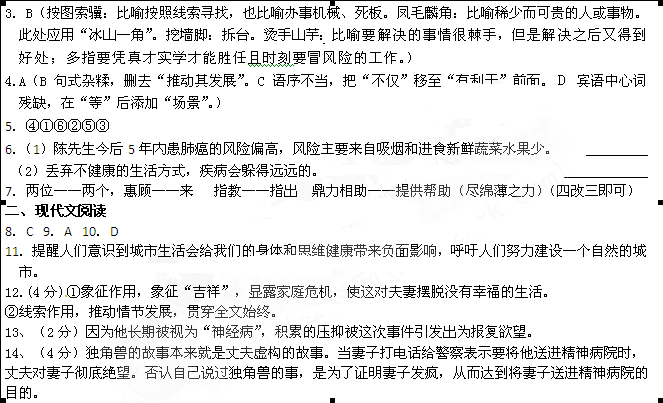 3. B(按图索骥：比喻按照线索寻找，也比喻办事机械、死板。凤毛麟角：比喻稀少而可贵的人或事物。
此处应用“冰山一角”。挖墙脚：拆台。烫手山芋：比喻要解决的事情很棘手，但是解决之后又得到
好处；多指要凭真才实学才能胜任且时刻要冒风险的工作。)
4.A(B 句式杂糅，删去“推动其发展”。C 语序不当，把“不仅”移至“有利于”前面。 D 宾语中心词
残缺，在“等”后添加“场景”。)
5. ④①⑥②⑤③
6.（1）陈先生今后 5 年内患肺癌的风险偏高，风险主要来自吸烟和进食新鲜蔬菜水果少。
（2）丢弃不健康的生活方式，疾病会躲得远远的。
7. 两位——两个，惠顾——来 指教——指出 鼎力相助——提供帮助（尽绵薄之力）(四改三即可)
二、现代文阅读
8. C 9. A 10. D
11. 提醒人们意识到城市生活会给我们的身体和思维健康带来负面影响，呼吁人们努力建设一个自然的城
市。
12.(4 分)①象征作用，象征“吉祥”，显露家庭危机，使这对夫妻摆脱没有幸福的生活。
②线索作用，推动情节发展，贯穿全文始终。
13、（2 分）因为他长期被视为“神经病”，积累的压抑被这次事件引发出为报复欲望。
14、（4 分）独角兽的故事本来就是丈夫虚构的故事。当妻子打电话给警察表示要将他送进精神病院时，
丈夫对妻子彻底绝望。否认自己说过独角兽的事，是为了证明妻子发疯，从而达到将妻子送进精神病院的
目的。